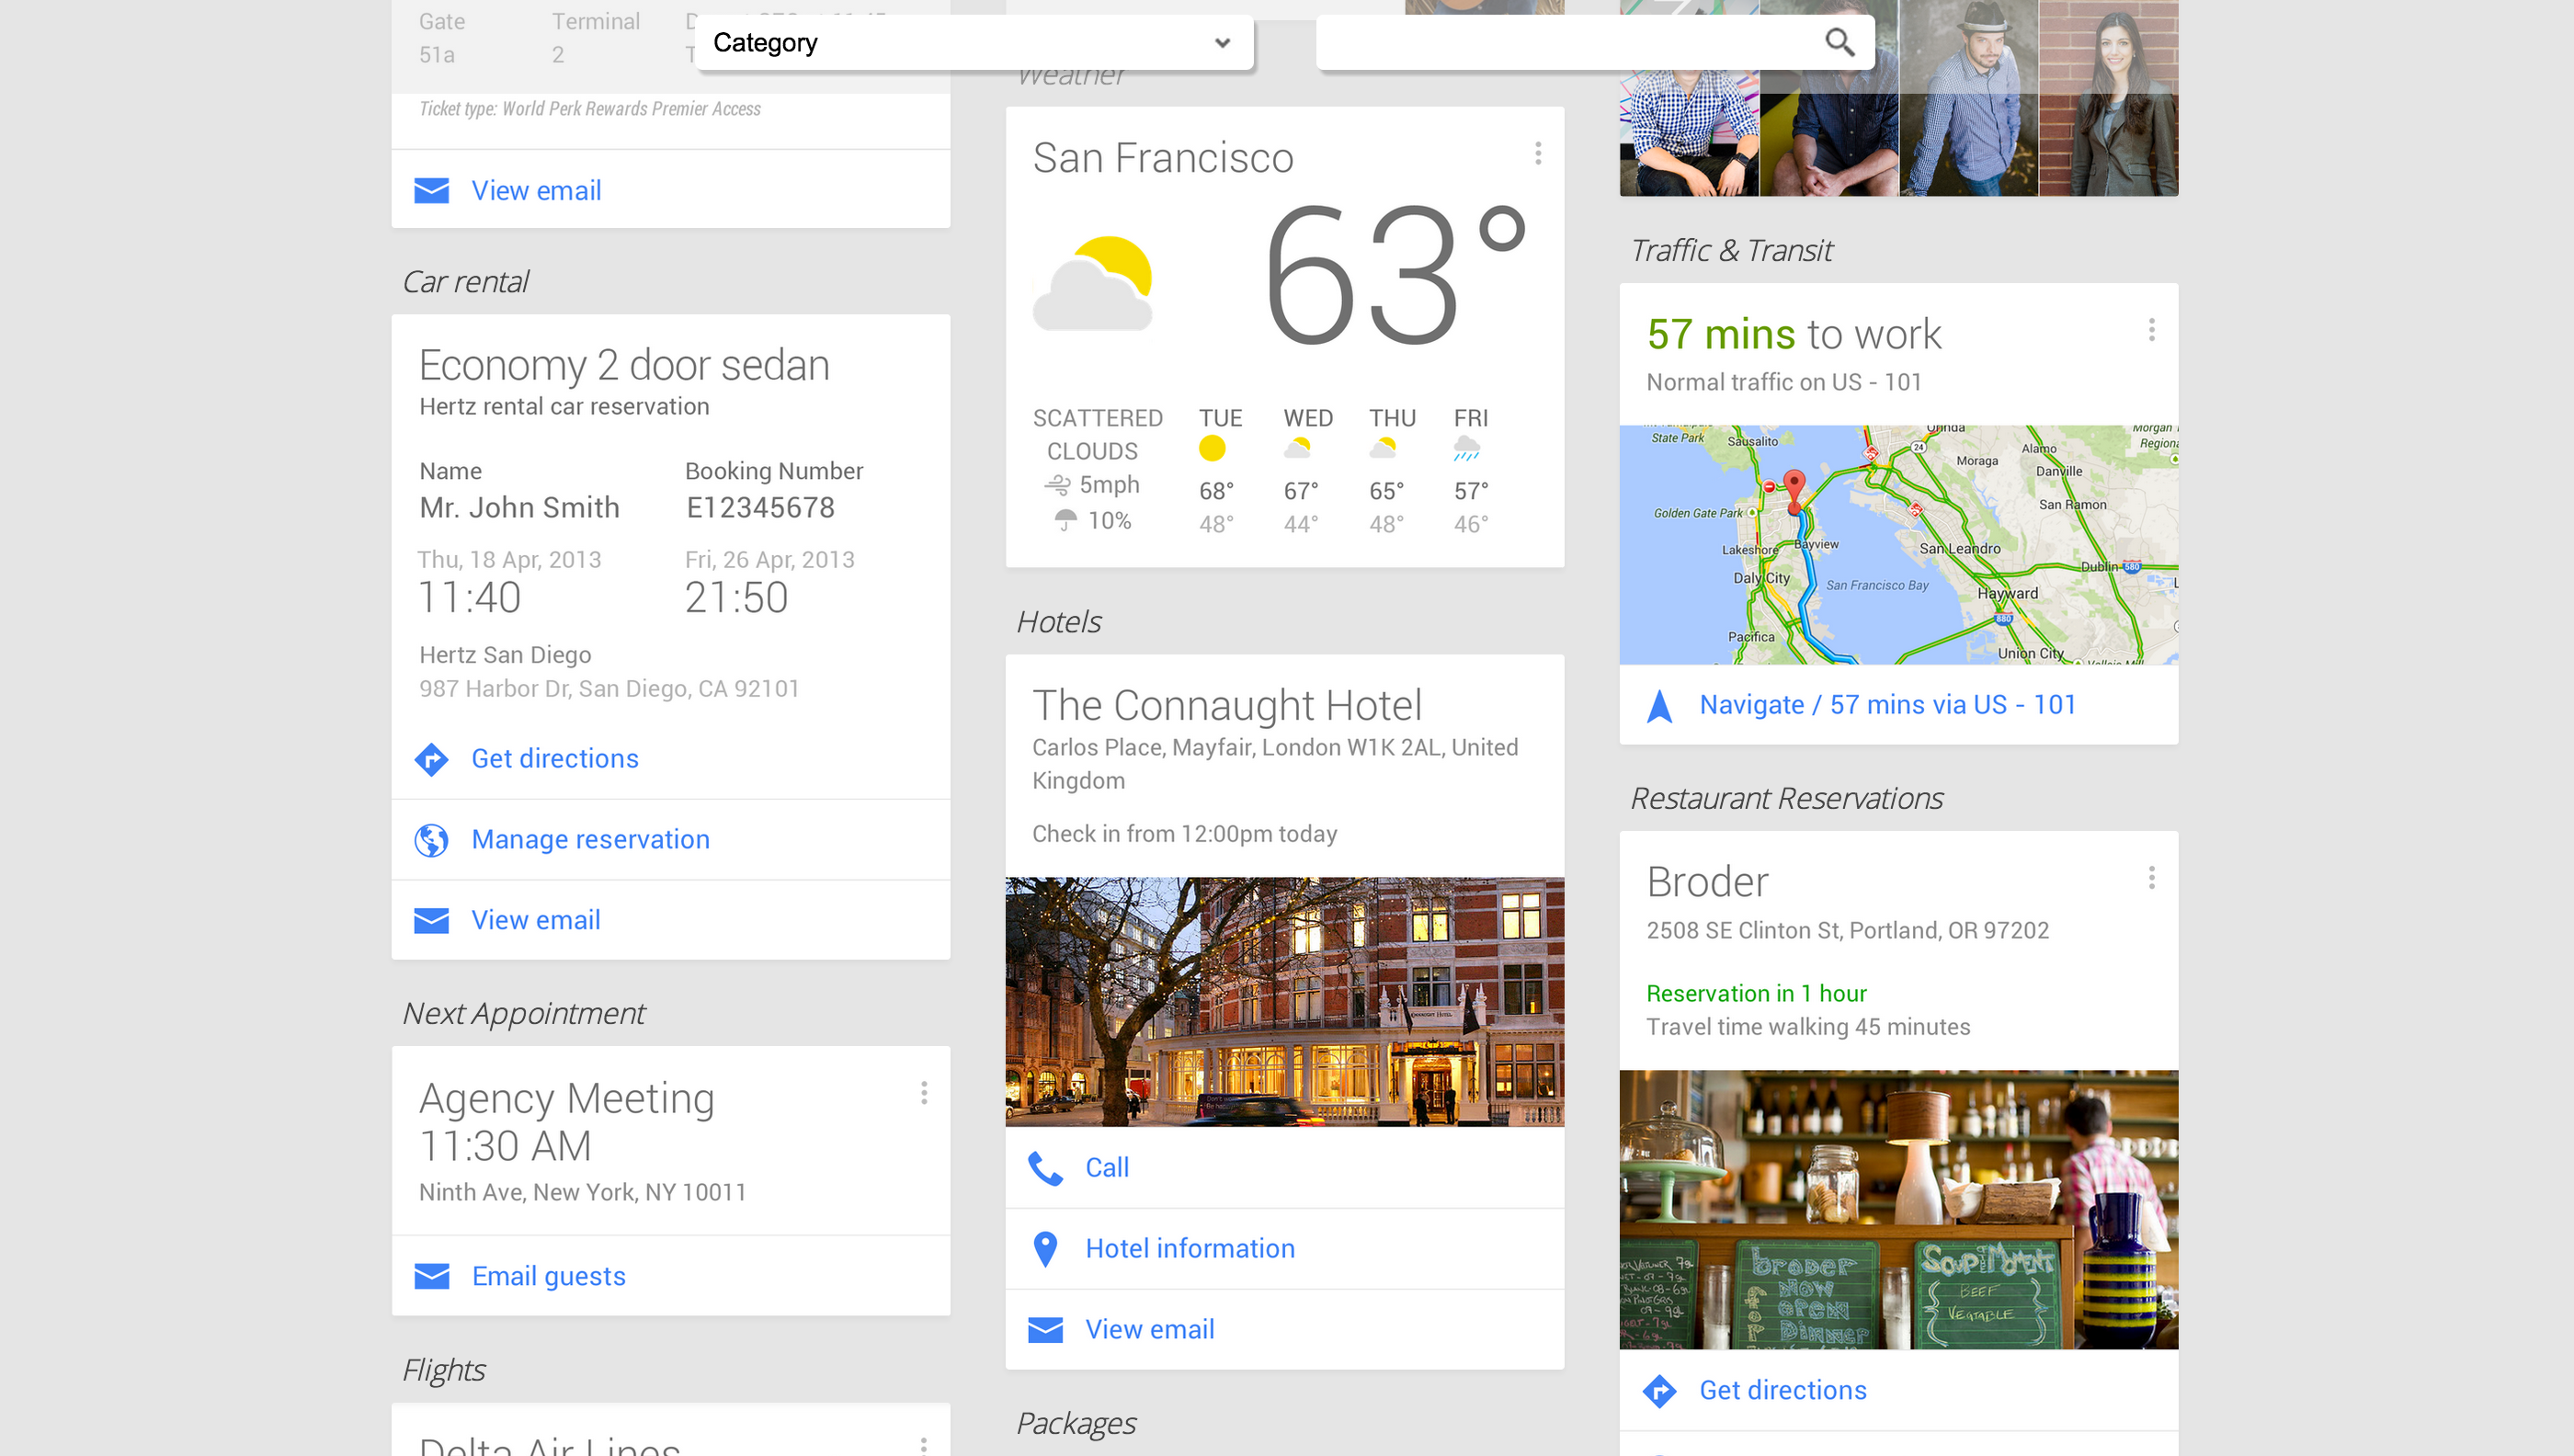 Category
Gate
Terminal
51a
2
Ticket type: World Perk Rewards Premier Access
View email
Car rental
Economy 2 door sedan
Hertz rental car reservation
Name
Booking Number
Mr. John Smith
E12345678
Thu, 18 Apr, 2013
Fri, 26 Apr, 2013
11:40
21:50
Hertz San Diego
987 Harbor Dr, San Diego, CA 92101
Get directions
Manage reservation
View email
Next Appointment
Agency Meeting
11:30 AM
Ninth Ave, New York, NY 10011
Email guests
Flights
Delta Air Lines
Weather
San Francisco
63°
SCATTERED
CLOUDS
5mph
10%
TUE WED THU FRI
68° 67° 65° 57°
48° 44° 48° 46°
Hotels
The Connaught Hotel
Carlos Place, Mayfair, London W1K 2AL, United
Kingdom
Check in from 12:00pm today
Call
Hotel information
View email
Packages
Traffic & Transit
57 mins to work
Normal traffic on US - 101
State Park
Sausalito
Orinda
24
Moraga
Alamo
Danville
Morgan
San Ramon
Golden Gate Park
Lakeshore
Bayview
San Leandro
Dublin
580
Daly City
San Francisco Bay
Hayward
880
Pacifica
Union City
Navigate / 57 mins via US - 101
Restaurant Reservations
Broder
2508 SE Clinton St, Portland, OR 97202
Reservation in 1 hour
Travel time walking 45 minutes
broder
Now
open
for
Dinner
BEEF
Get directions